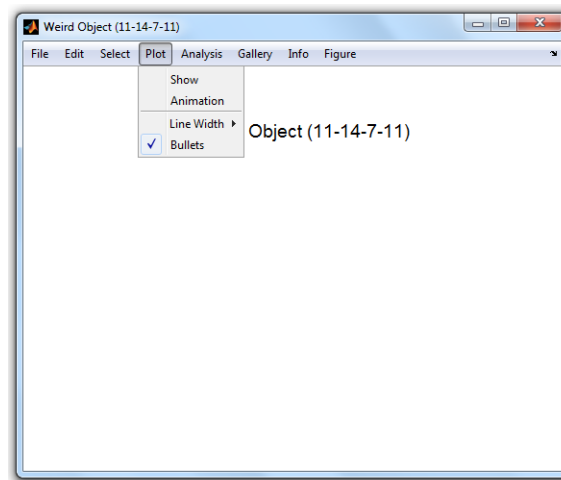 Weird Object (11-14-7-11)
File Edit Select Plot Analysis Gallery Info Figure
Show
Animation
Line Width
Object (11-14-7-11)
Bullets